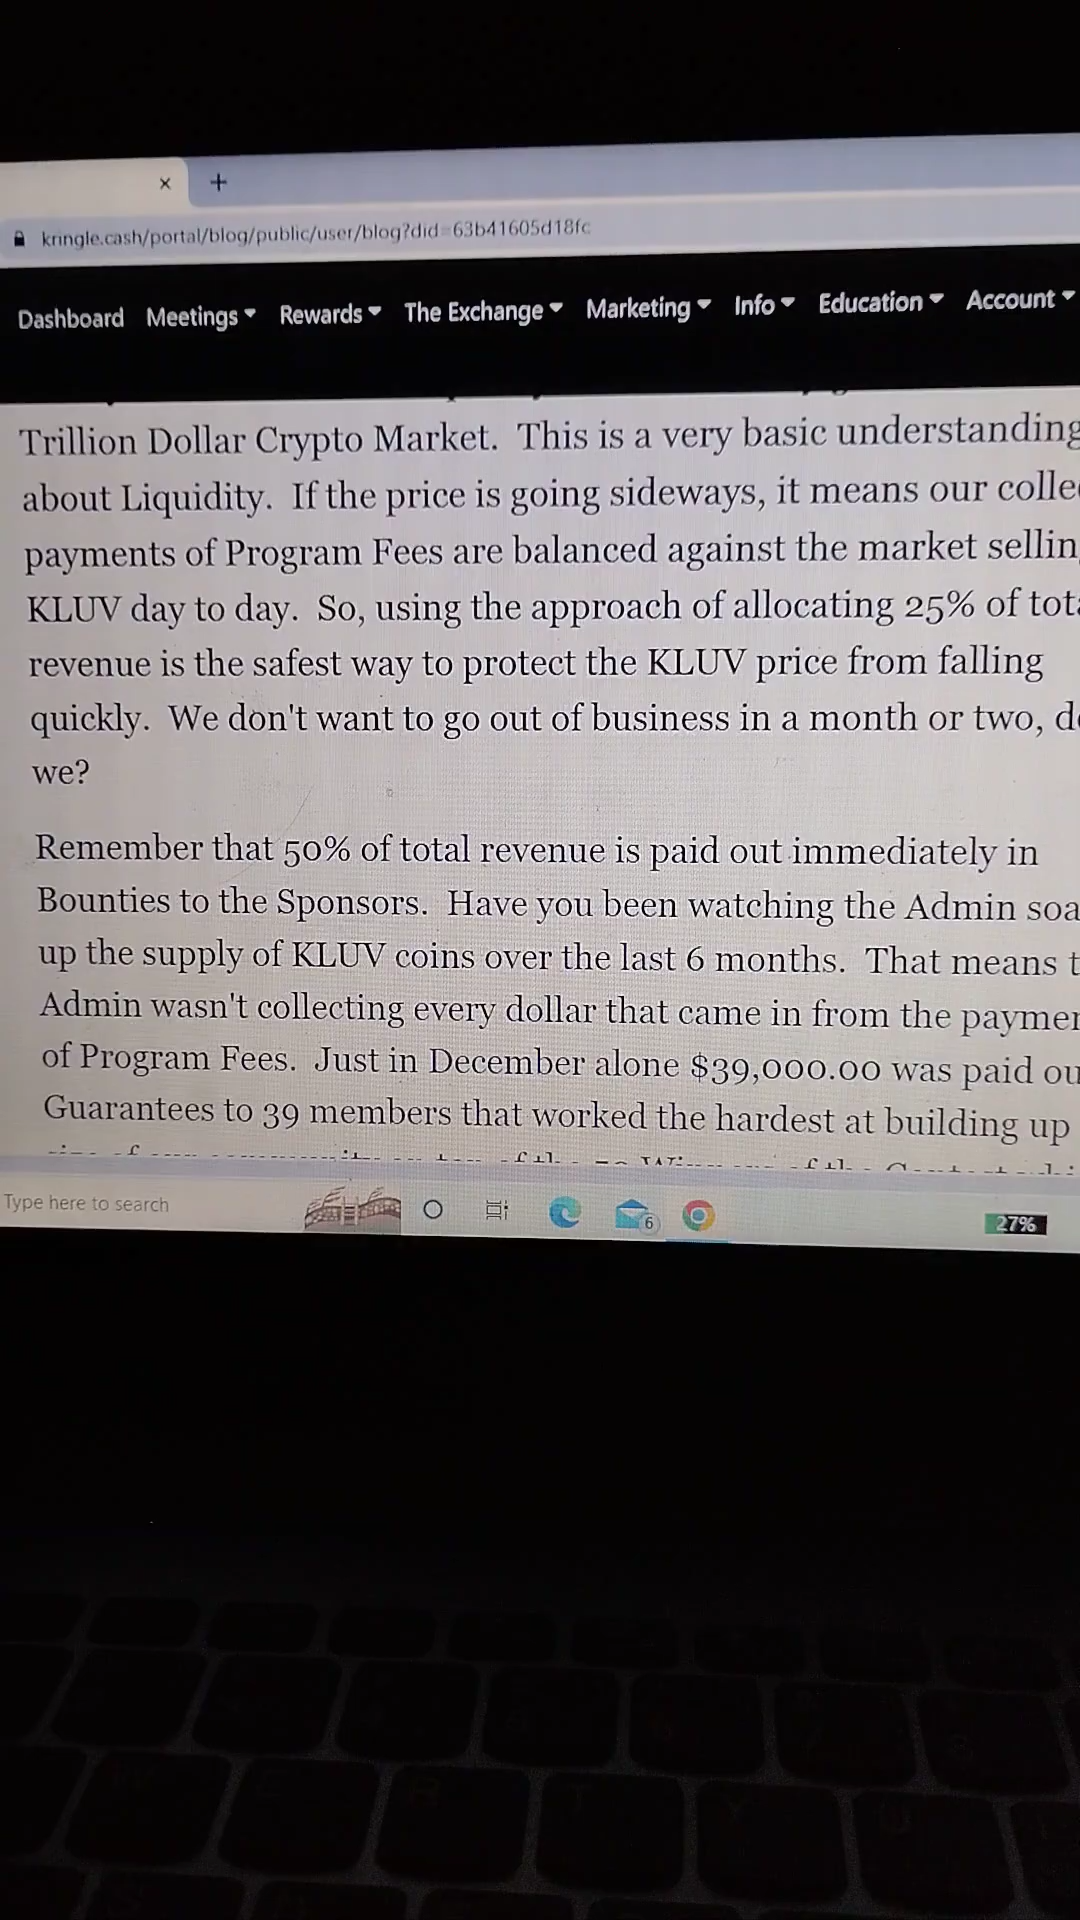 × +
kringle.cash/portal/blog/public/user/blog?did=63b41605d18fc
Dashboard Meetings Rewards The Exchange Marketing Info Education Account
Trillion Dollar Crypto Market. This is a very basic understanding
about Liquidity. If the price is going sideways, it means our
payments of Program Fees are balanced against the market
KLUV day to day. So, using the approach of allocating 25% of
revenue is the safest way to protect the KLUV price from falling
quickly. We don't want to go out of business in a month or two,
we?
Remember that 50% of total revenue is paid out immediately in
Bounties to the Sponsors. Have you been watching the Admin
up the supply of KLUV coins over the last 6 months. That means
Admin wasn't collecting every dollar that came in from the
of Program Fees. Just in December alone $39,000.00 was paid
Guarantees to 39 members that worked the hardest at building up
Type here to search
6
27%